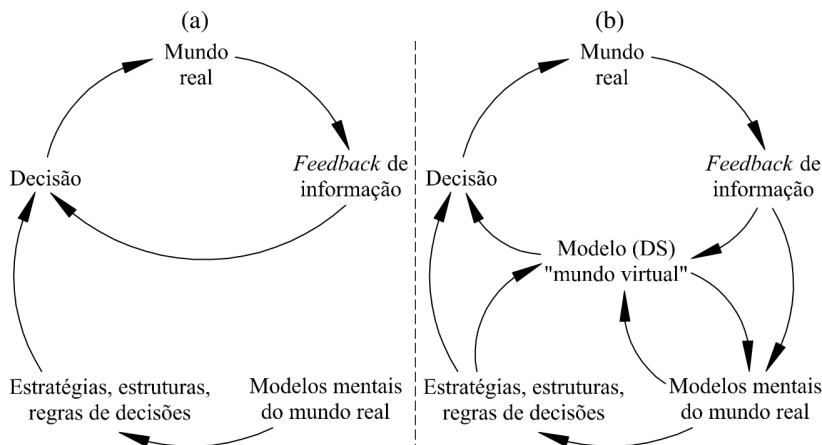 (a)
Mundo
real
Feedback de
informação
Decisão
Estratégias, estruturas,
regras de decisões
Modelos mentais
do mundo real
(b)
Mundo
real
Feedback de
informação
Decisão
Modelo (DS)
"mundo virtual"
Estratégias, estruturas,
regras de decisões
Modelos mentais
do mundo real